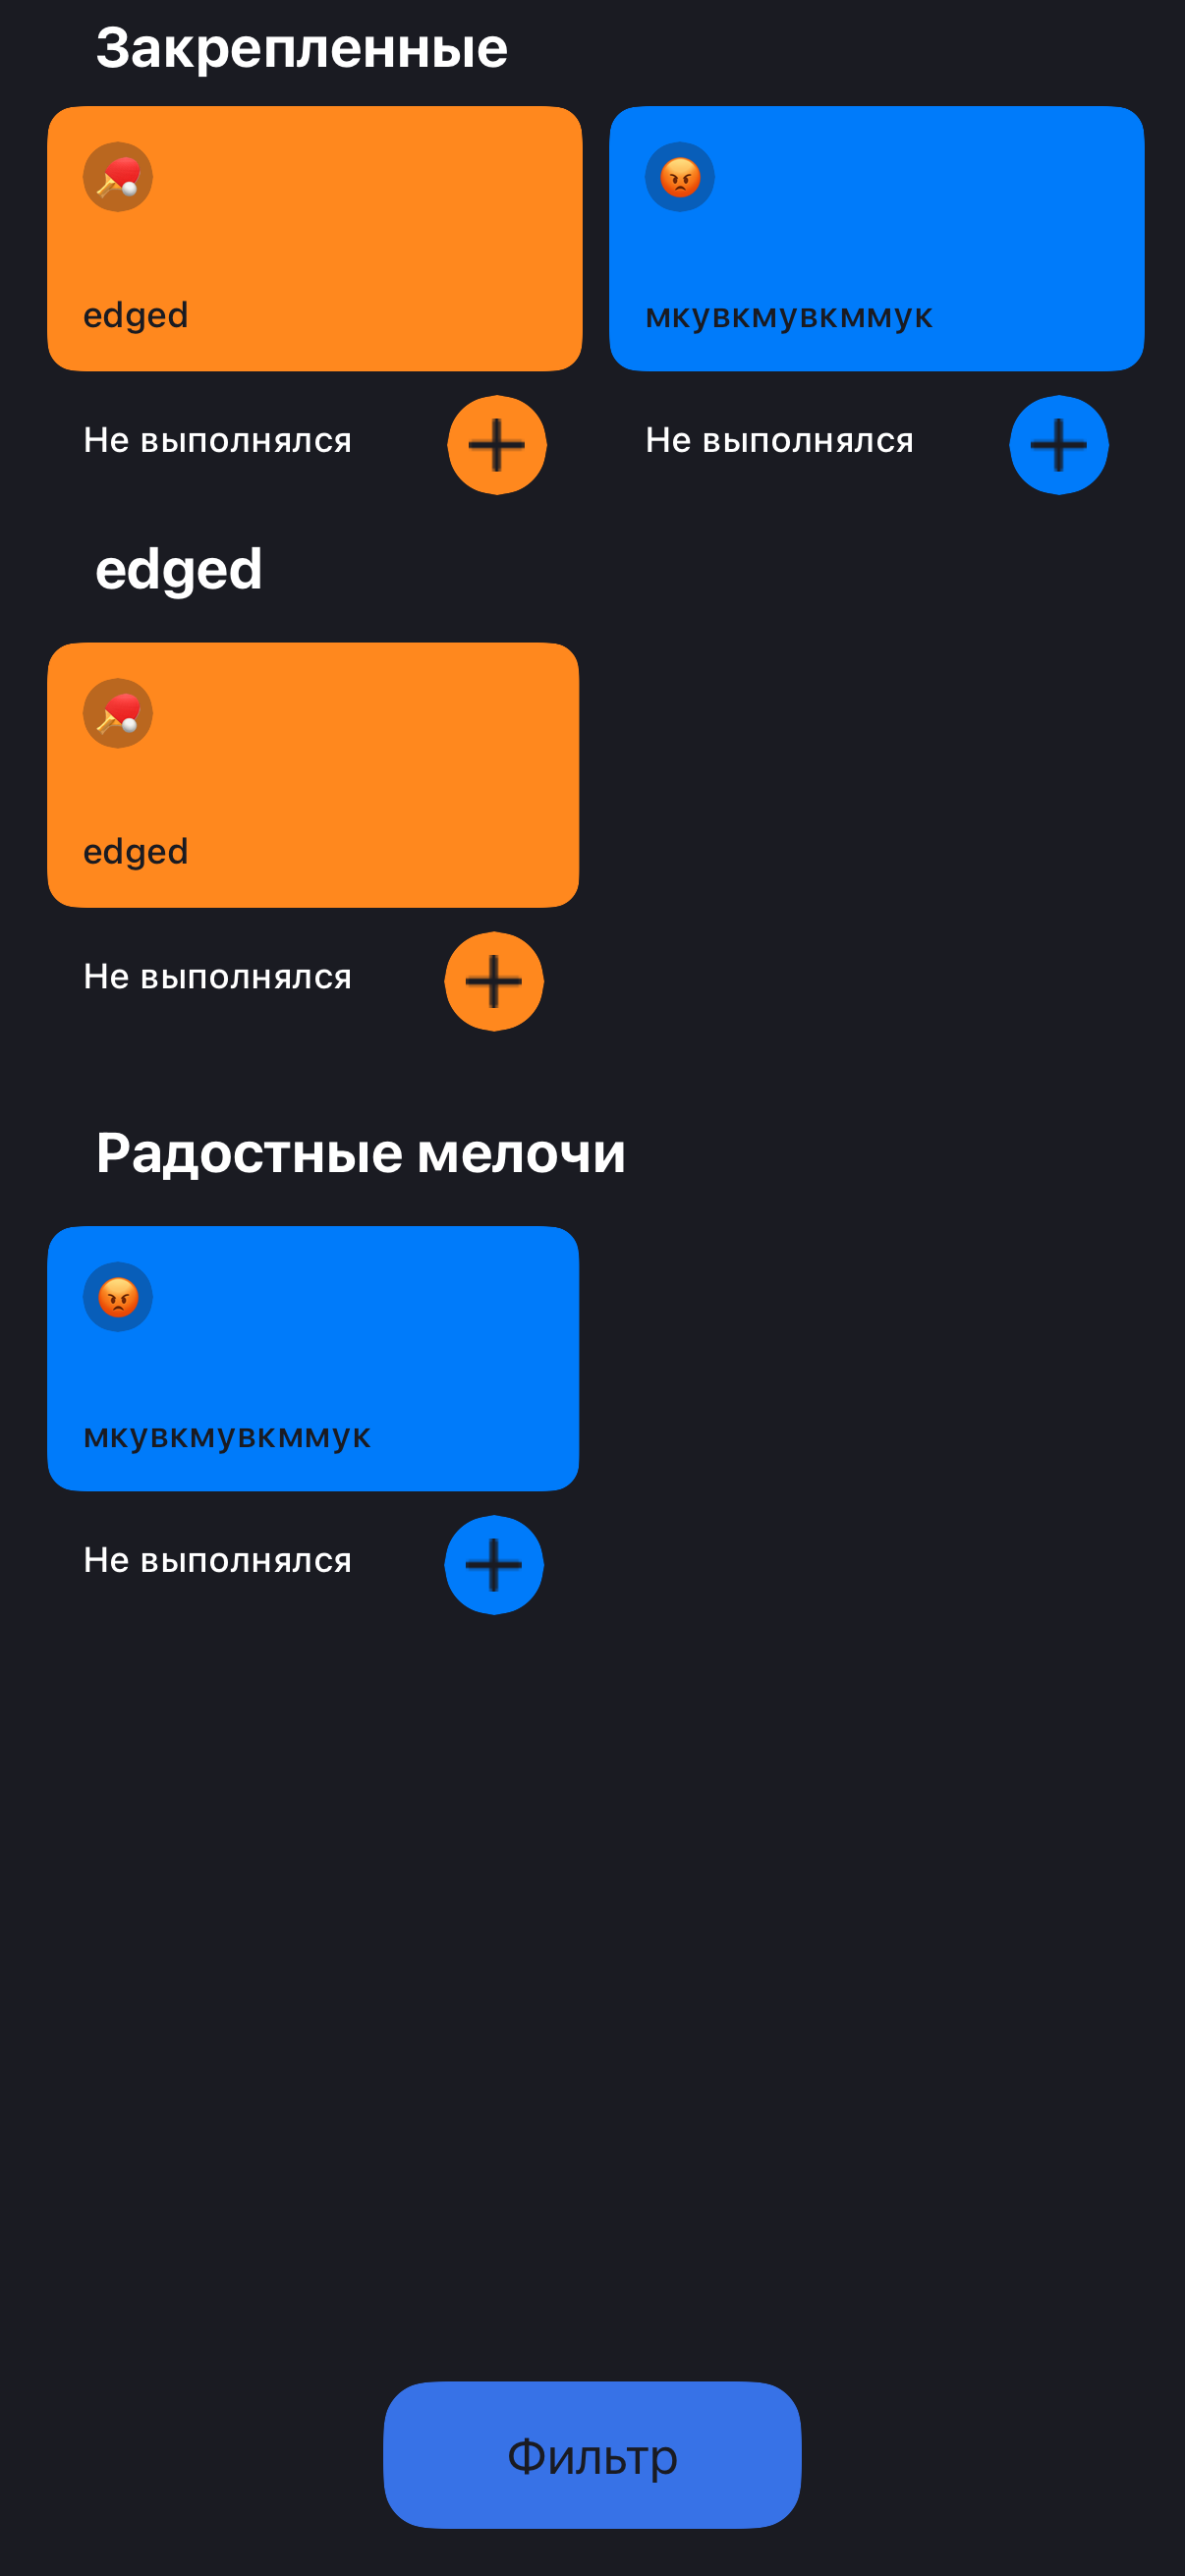 Закрепленные
edged
мкувкмувкммук
Не выполнялся
Не выполнялся
edged
edged
Не выполнялся
Радостные мелочи
мкувкмувкммук
Не выполнялся
Фильтр